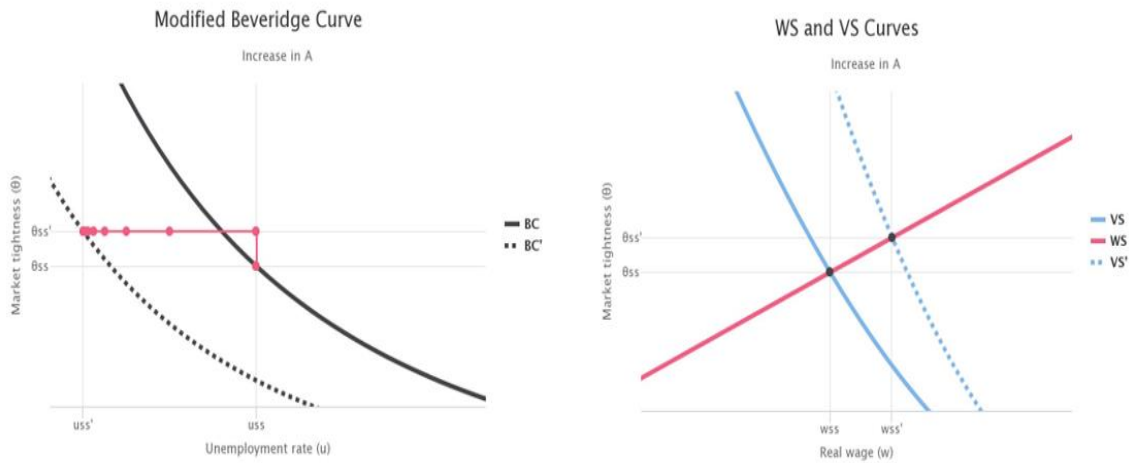 Modified Beveridge Curve
Increase in A
Market tightness (θ)
θss'
θss
uss'
uss
Unemployment rate (u)
BC
BC'
WS and VS Curves
Increase in A
Market tightness (θ)
θss'
θss
wss
wss'
Real wage (w)
VS
WS
VS'